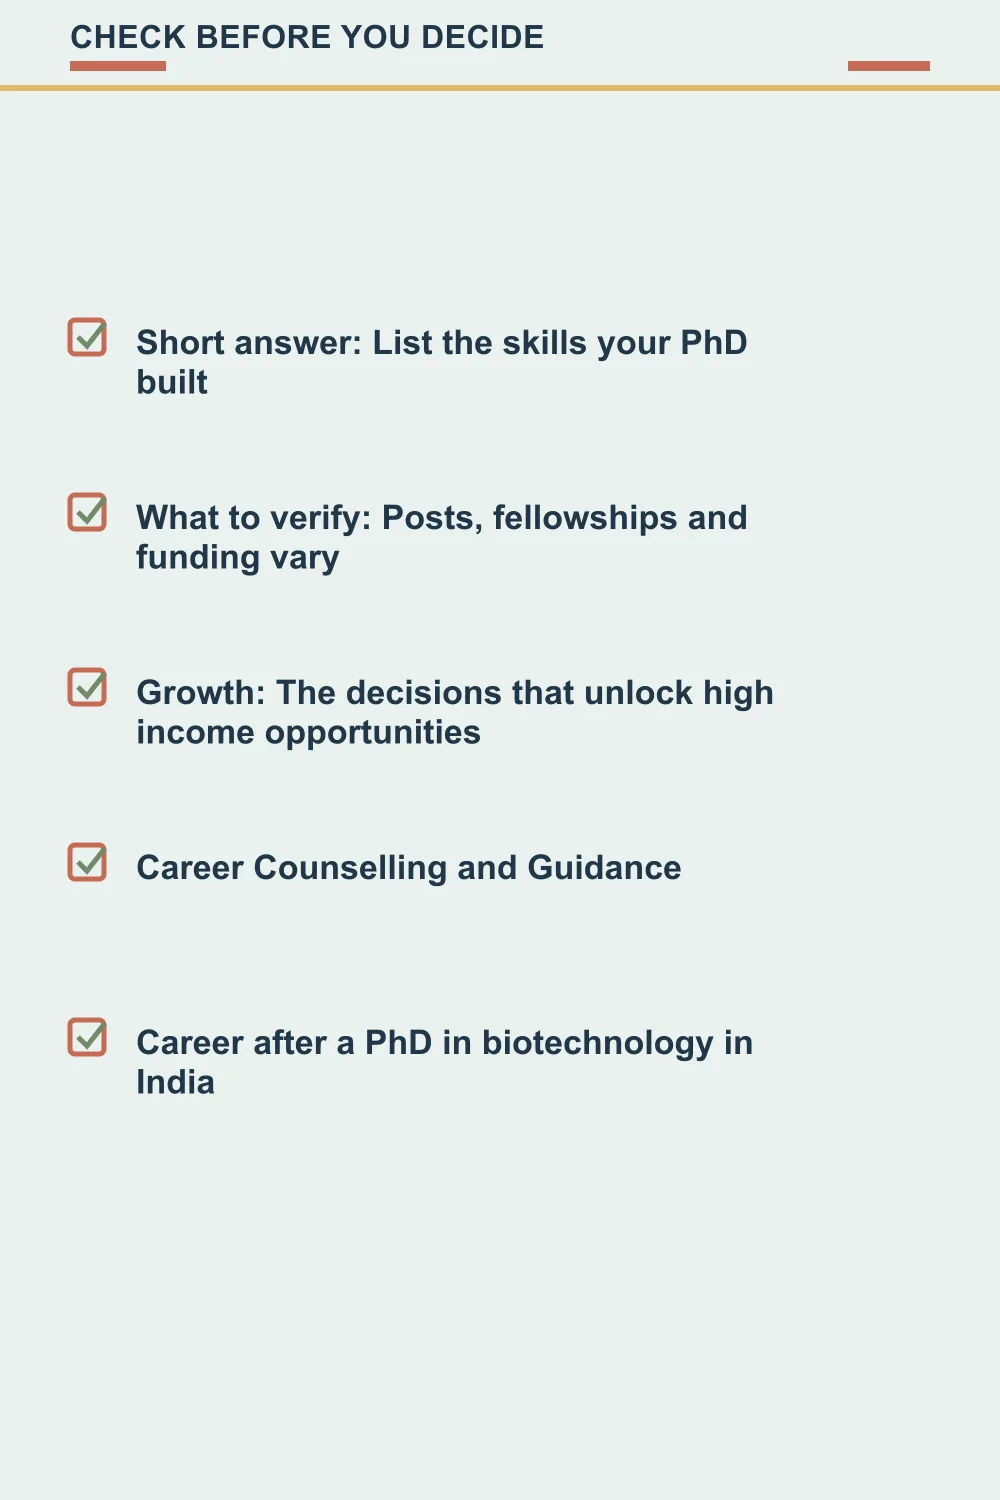 CHECK BEFORE YOU DECIDE
Short answer: List the skills your PhD
built
What to verify: Posts, fellowships and
funding vary
Growth: The decisions that unlock high
income opportunities
Career Counselling and Guidance
Career after a PhD in biotechnology in
India